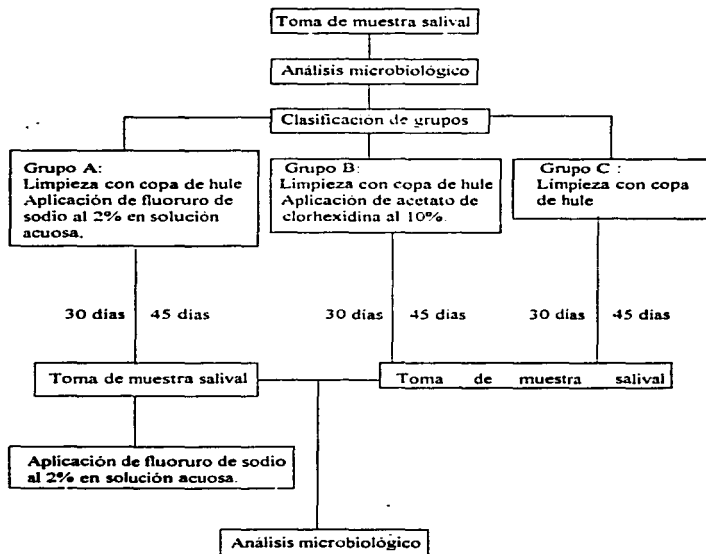 Toma de muestra salival
Análisis microbiológico
Clasificación de grupos
Grupo A:
Limpieza con copa de hule
Aplicación de fluoruro de
sodio al 2% en solución
acuosa.
Grupo B:
Limpieza con copa de hule
Aplicación de acetato de
clorhexidina al 10%.
Grupo C :
Limpieza con copa
de hule
30 días 45 días
30 días 45 días
30 días 45 días
Toma de muestra salival
Toma de muestra salival
Aplicación de fluoruro de sodio
al 2% en solución acuosa.
Análisis microbiológico